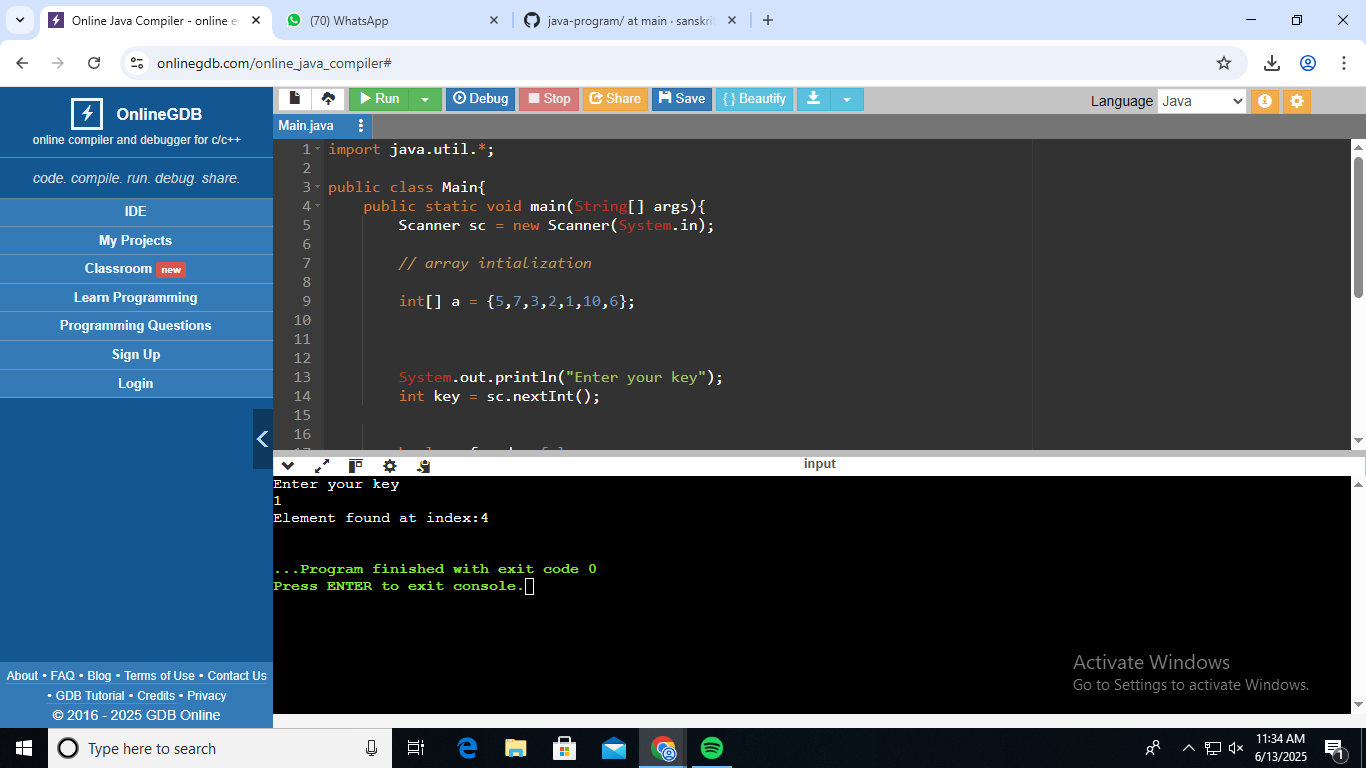 Online Java Compiler - online e
(70) WhatsApp
java-program/ at main · sanskri
onlinegdb.com/online_java_compiler#
OnlineGDB
online compiler and debugger for c/c++
code. compile. run. debug. share.
IDE
My Projects
Classroom new
Learn Programming
Programming Questions
Sign Up
Login
About • FAQ • Blog • Terms of Use • Contact Us
• GDB Tutorial • Credits • Privacy
© 2016 - 2025 GDB Online
Run Debug Stop Share Save { } Beautify Language Java
Main.java
1 import java.util.*;
2
3 public class Main{
4 public static void main(String[] args){
5 Scanner sc = new Scanner(System.in);
6
7 // array intialization
8
9 int[] a = {5,7,3,2,1,10,6};
10
11
12
13 System.out.println("Enter your key");
14 int key = sc.nextInt();
15
16
input
Enter your key
1
Element found at index:4
...Program finished with exit code 0
Press ENTER to exit console.
Activate Windows
Go to Settings to activate Windows.
Type here to search
11:34 AM
6/13/2025
1